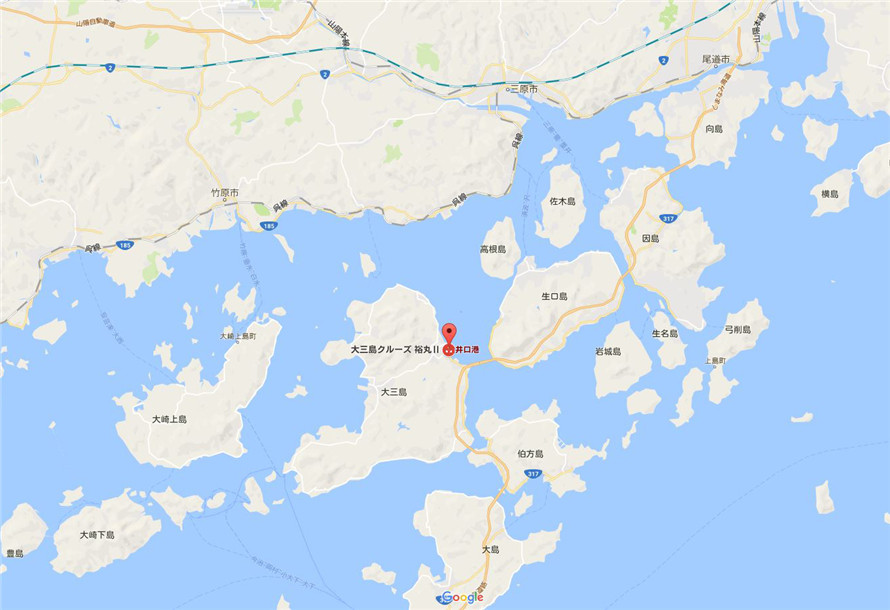 山陽自動車道
山陽本線
山陽本線
2
2
2
尾道市
三原市
向島
呉線
竹原市
呉線
呉線
佐木島
横島
317
185
185
呉線
因島
高根島
生口島
大崎上島町
生名島
弓削島
大三島クルーズ 裕丸Ⅱ
井口港
岩城島
上島町
大三島
大崎上島
伯方島
317
大崎下島
大島
豊島
Google